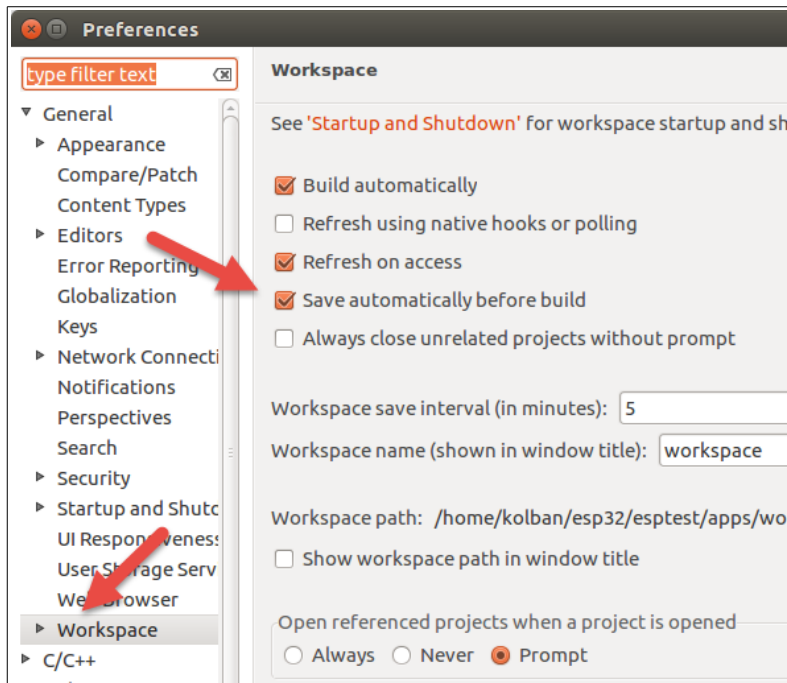 Preferences
type filter text
General
Appearance
Compare/Patch
Content Types
Editors
Error Reporting
Globalization
Keys
Network Connecti
Notifications
Perspectives
Search
Security
Startup and Shutd
UI Responsiveness
User Storage Serv
Web Browser
Workspace
C/C++
Workspace
See 'Startup and Shutdown' for workspace startup and sh
Build automatically
Refresh using native hooks or polling
Refresh on access
Save automatically before build
Always close unrelated projects without prompt
Workspace save interval (in minutes): 5
Workspace name (shown in window title): workspace
Workspace path: /home/kolban/esp32/esptest/apps/wo
Show workspace path in window title
Open referenced projects when a project is opened
Always Never Prompt